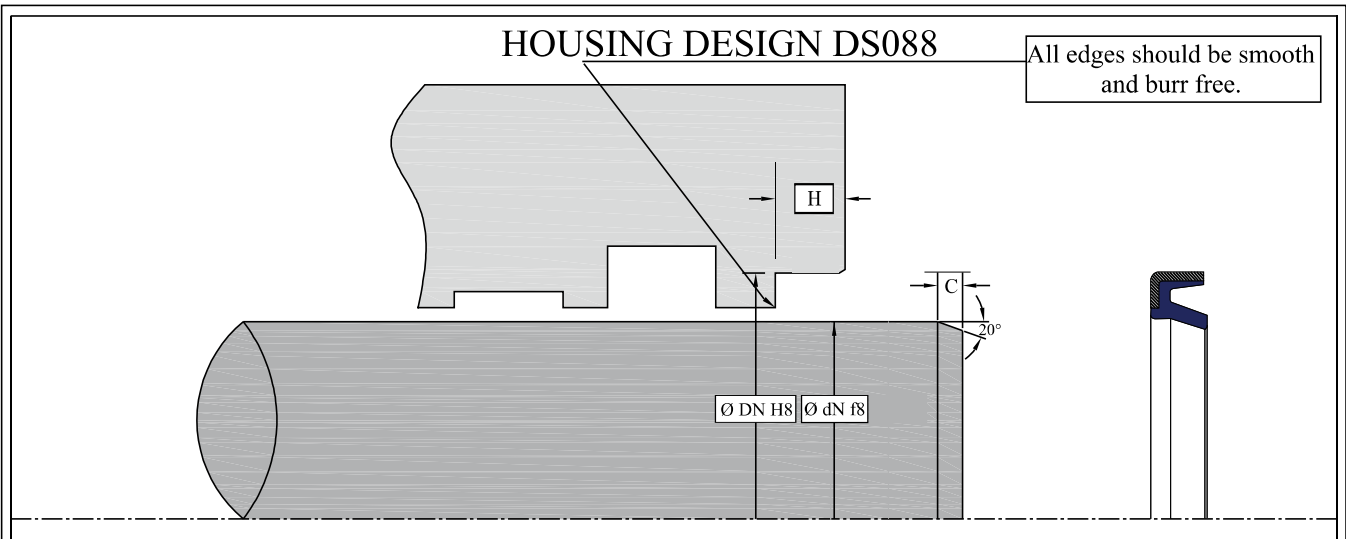 HOUSING DESIGN DS088
All edges should be smooth
and burr free.
H
C
20°
Ø DN H8
Ø dN f8